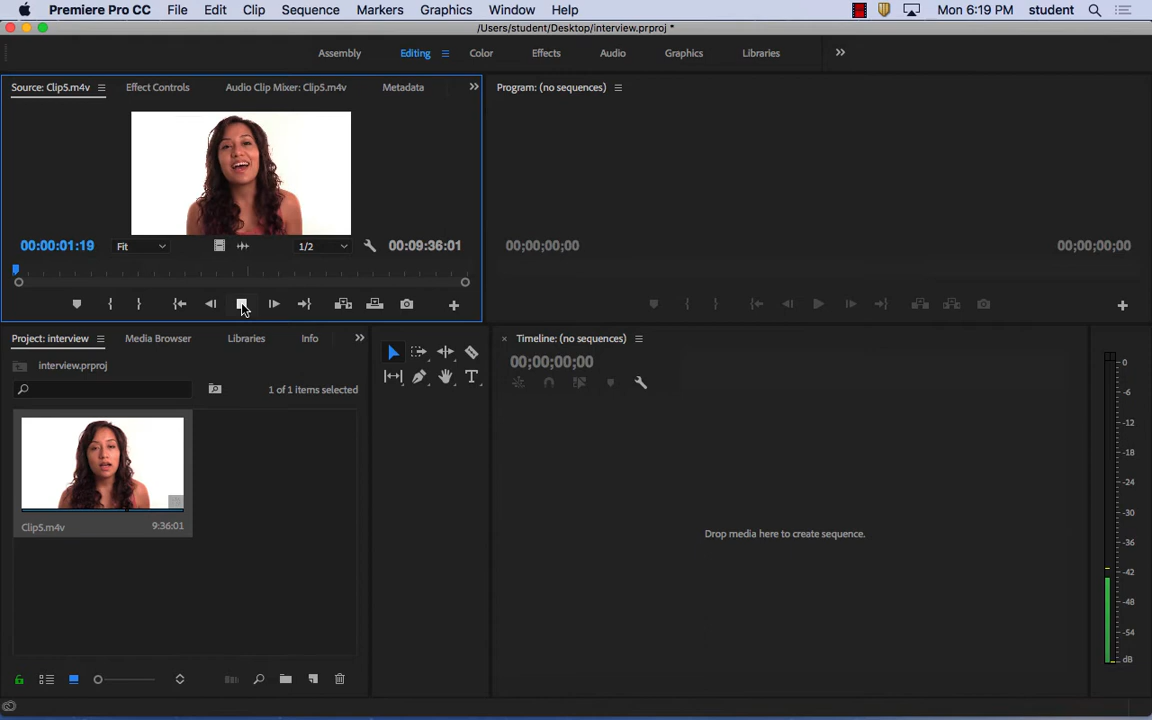 Premiere Pro CC File Edit Clip Sequence Markers Graphics Window Help Mon 6:19 PM student
/Users/student/Desktop/interview.prproj *
Assembly Editing Color Effects Audio Graphics Libraries
Source: Clip5.m4v Effect Controls Audio Clip Mixer: Clip5.m4v Metadata
Program: (no sequences)
00:00:01:19 Fit 1/2 00:09:36:01
00;00;00;00 00;00;00;00
Project: interview Media Browser Libraries Info
interview.prproj
1 of 1 items selected
Clip5.m4v 9:36:01
Timeline: (no sequences)
00;00;00;00
Drop media here to create sequence.
0
-6
-12
-18
-24
-30
-36
-42
-48
-54
dB